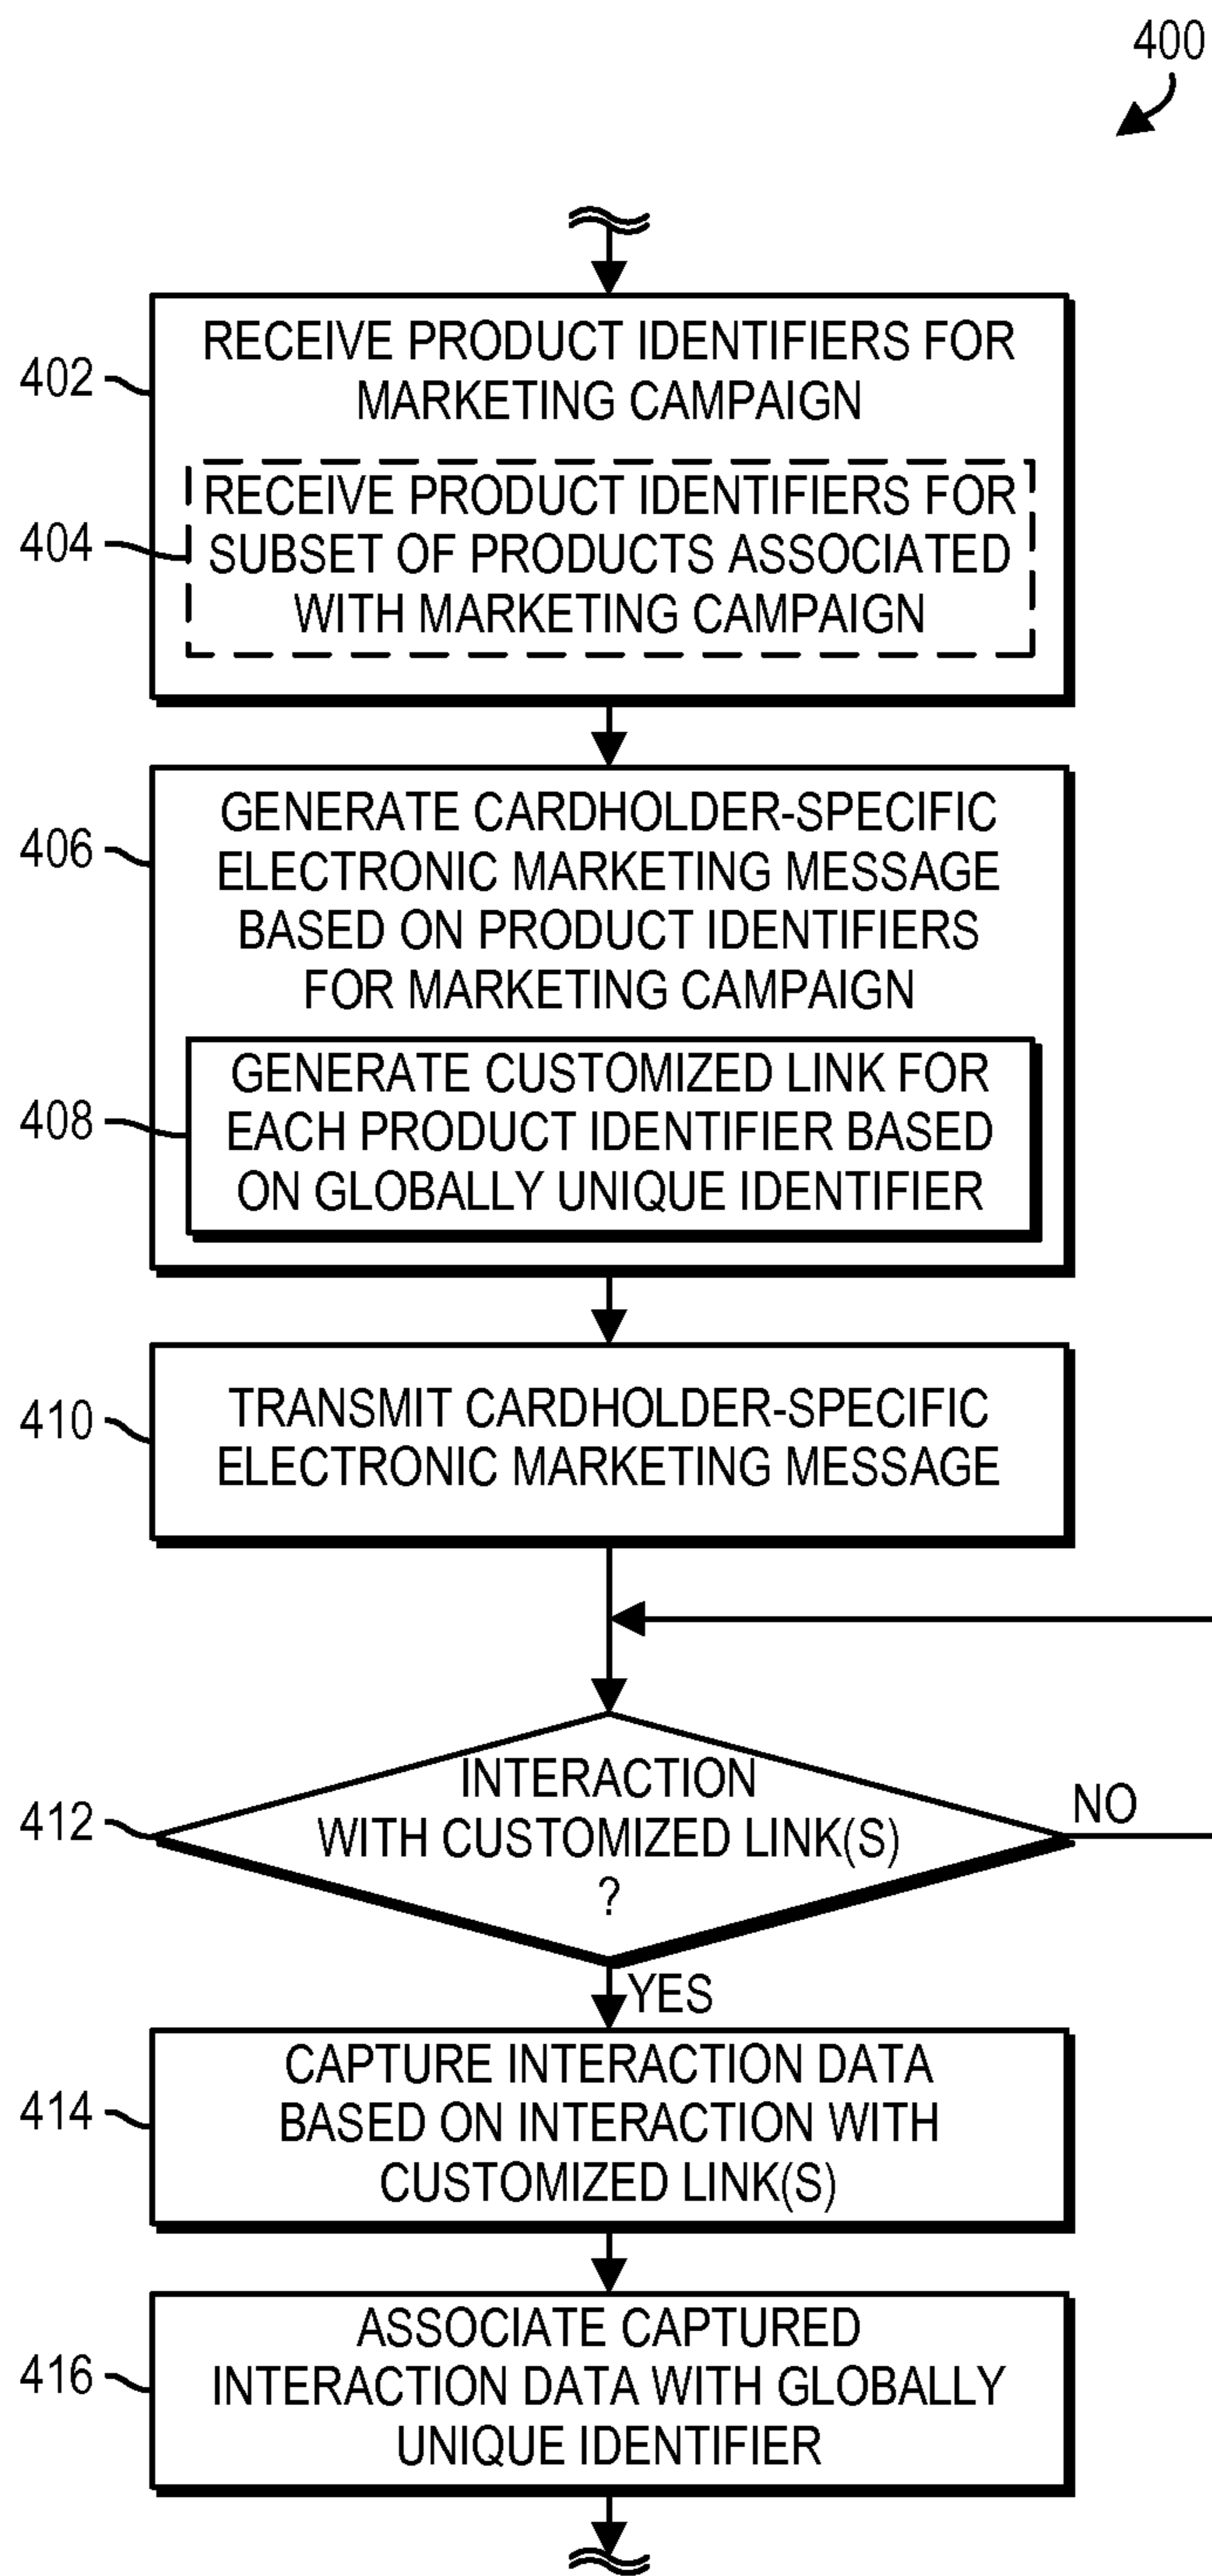 400
402
RECEIVE PRODUCT IDENTIFIERS FOR
MARKETING CAMPAIGN
404
RECEIVE PRODUCT IDENTIFIERS FOR
SUBSET OF PRODUCTS ASSOCIATED
WITH MARKETING CAMPAIGN
406
GENERATE CARDHOLDER-SPECIFIC
ELECTRONIC MARKETING MESSAGE
BASED ON PRODUCT IDENTIFIERS
FOR MARKETING CAMPAIGN
408
GENERATE CUSTOMIZED LINK FOR
EACH PRODUCT IDENTIFIER BASED
ON GLOBALLY UNIQUE IDENTIFIER
410
TRANSMIT CARDHOLDER-SPECIFIC
ELECTRONIC MARKETING MESSAGE
412
INTERACTION
WITH CUSTOMIZED LINK(S)
?
NO
YES
414
CAPTURE INTERACTION DATA
BASED ON INTERACTION WITH
CUSTOMIZED LINK(S)
416
ASSOCIATE CAPTURED
INTERACTION DATA WITH GLOBALLY
UNIQUE IDENTIFIER